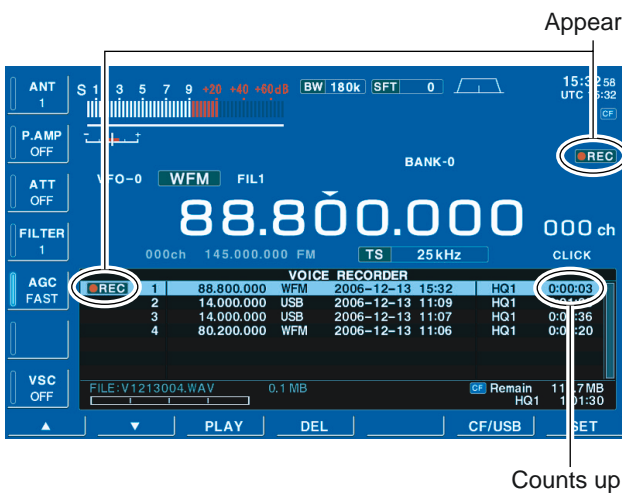 Appear
ANT
1
S 1 3 5 7 9 +20 +40 +60dB
BW 180k SFT 0
15:32 58
UTC 15:32
CF
P.AMP
OFF
BANK-0
REC
ATT
OFF
VFO-0 WFM FIL1
88.800.000
000 ch
FILTER
1
000ch 145.000.000 FM
TS 25kHz
CLICK
AGC
FAST
VOICE RECORDER
REC 1 88.800.000 WFM 2006-12-13 15:32 HQ1 0:00:03
2 14.000.000 USB 2006-12-13 11:09 HQ1
3 14.000.000 USB 2006-12-13 11:07 HQ1
4 80.200.000 WFM 2006-12-13 11:06 HQ1
VSC
OFF
FILE:V1213004.WAV 0.1 MB
CF Remain
HQ1
▲ ▼ PLAY DEL CF/USB SET
Counts up